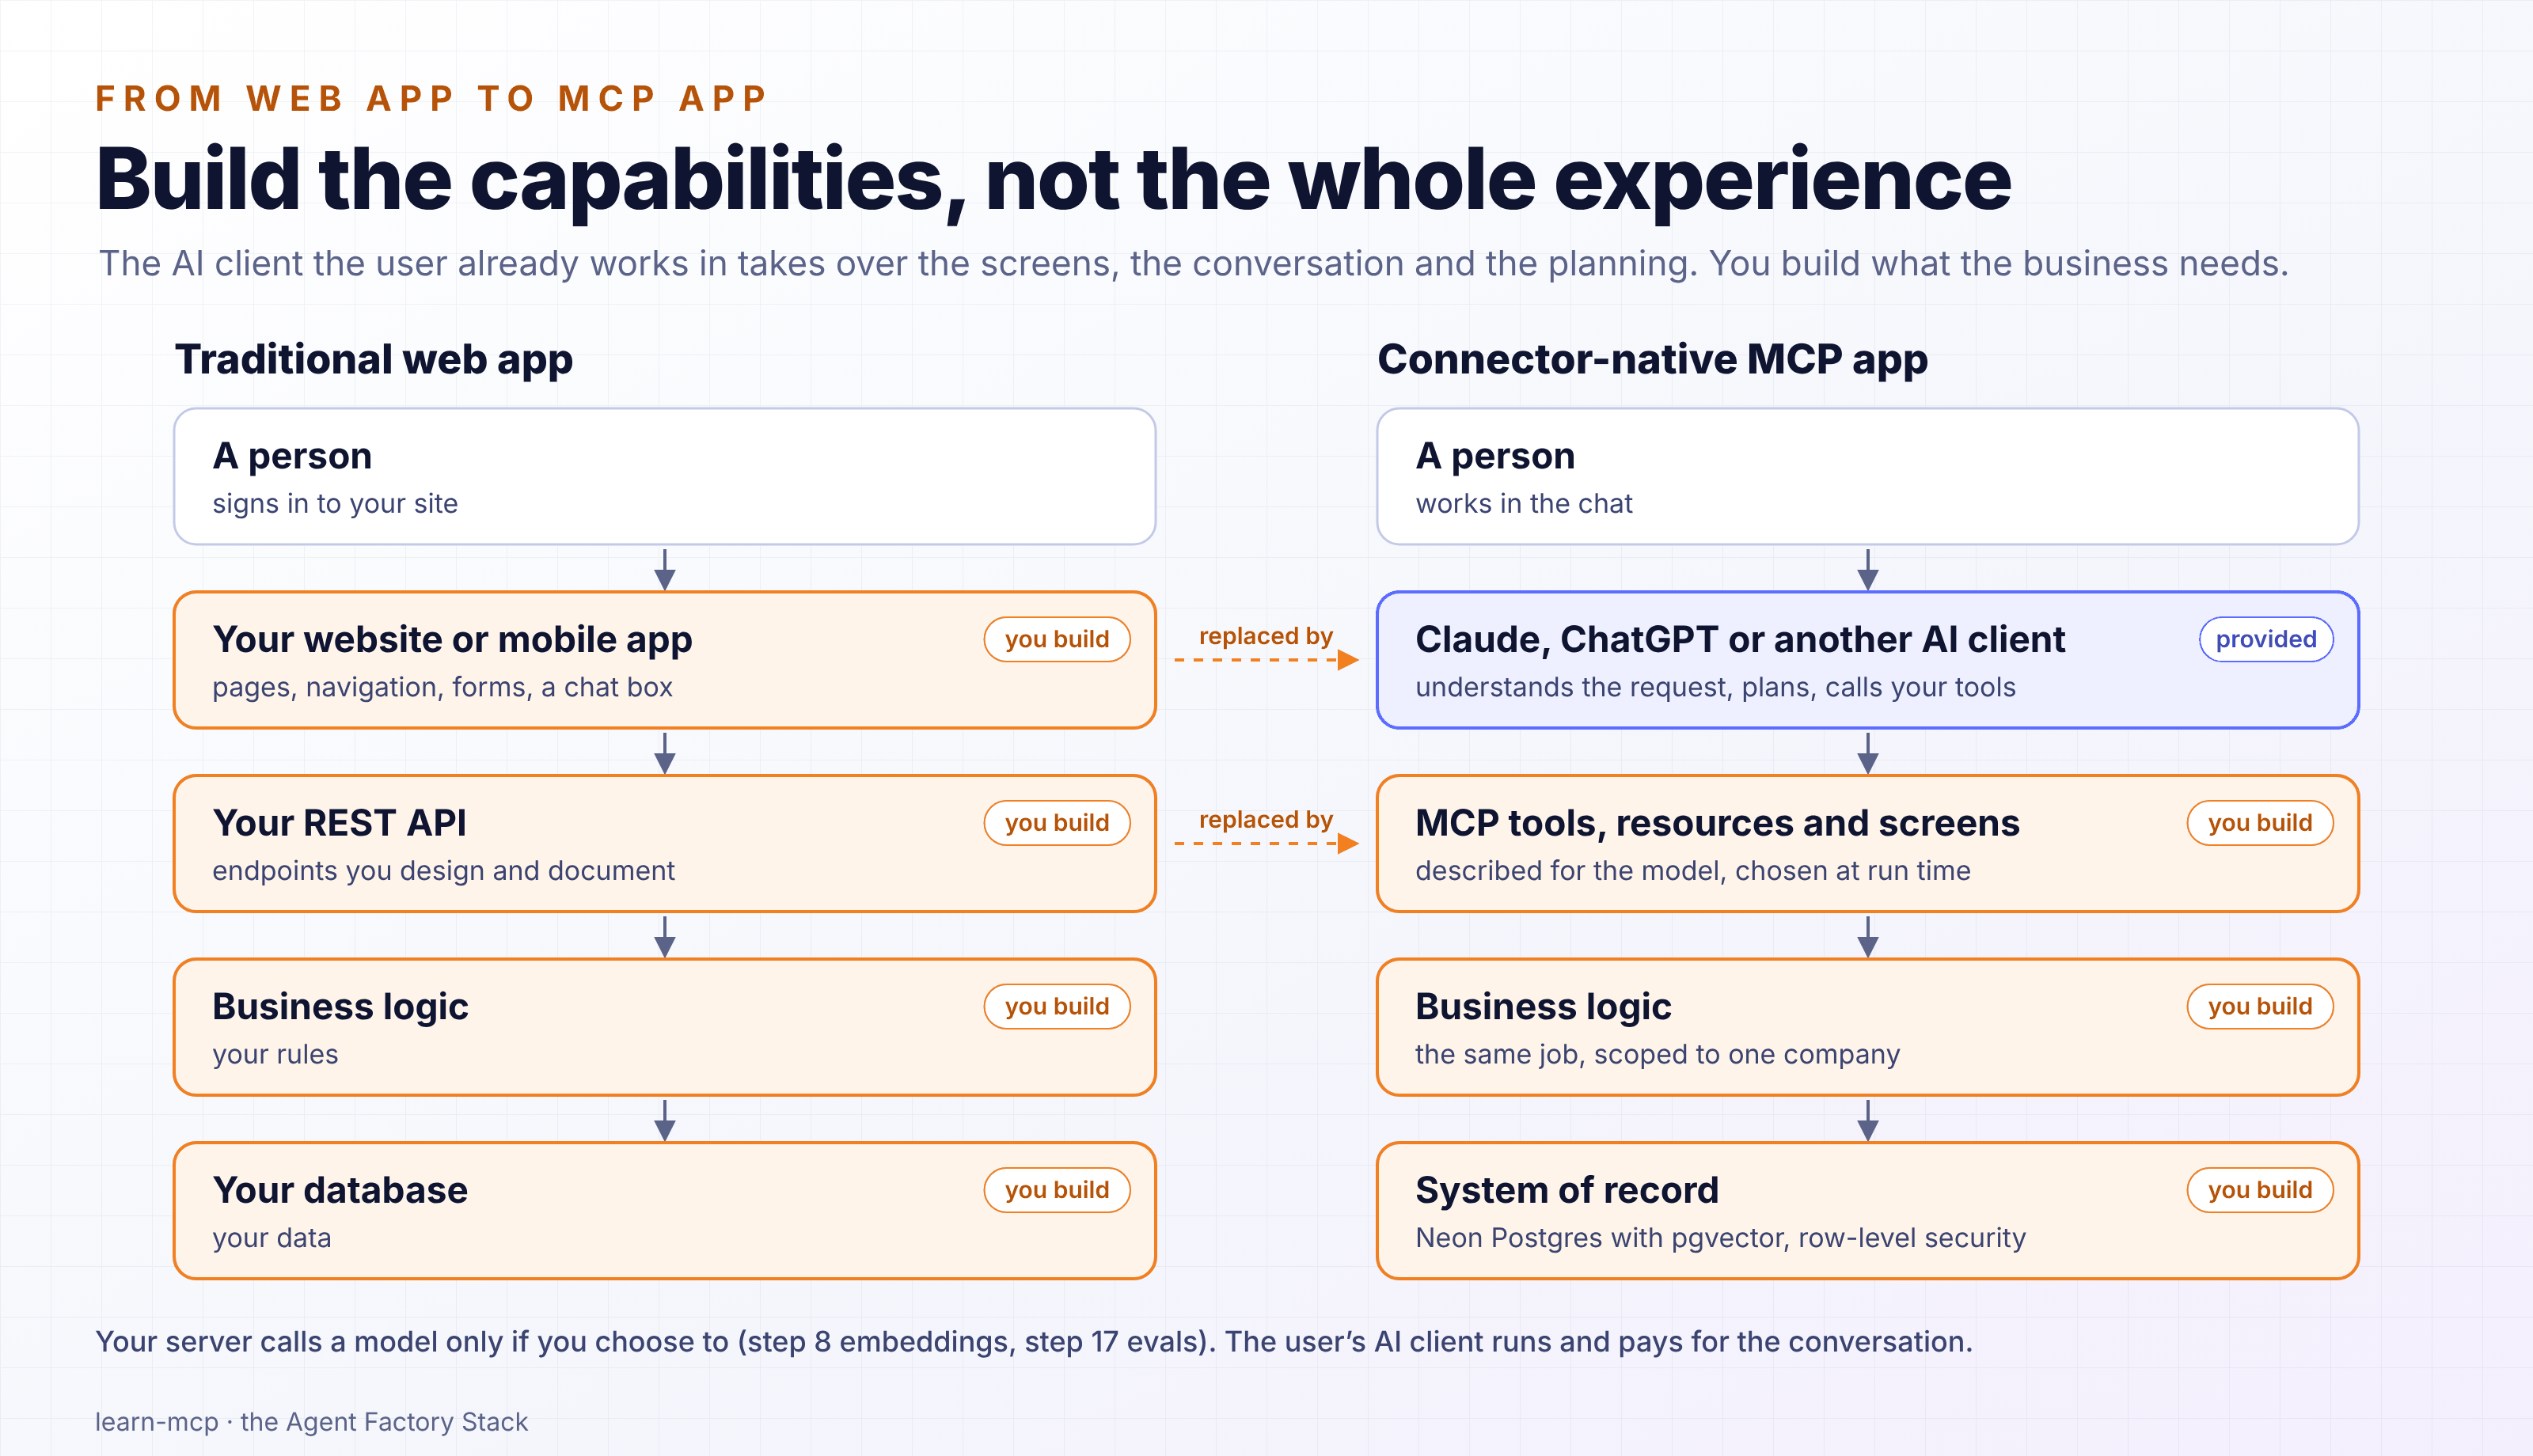 FROM WEB APP TO MCP APP
Build the capabilities, not the whole experience
The AI client the user already works in takes over the screens, the conversation and the planning. You build what the business needs.
Traditional web app
A person
signs in to your site
Your website or mobile app
you build
pages, navigation, forms, a chat box
replaced by
Your REST API
you build
endpoints you design and document
replaced by
Business logic
you build
your rules
Your database
you build
your data
Connector-native MCP app
A person
works in the chat
Claude, ChatGPT or another AI client
provided
understands the request, plans, calls your tools
MCP tools, resources and screens
you build
described for the model, chosen at run time
Business logic
you build
the same job, scoped to one company
System of record
you build
Neon Postgres with pgvector, row-level security
Your server calls a model only if you choose to (step 8 embeddings, step 17 evals). The user’s AI client runs and pays for the conversation.
learn-mcp · the Agent Factory Stack